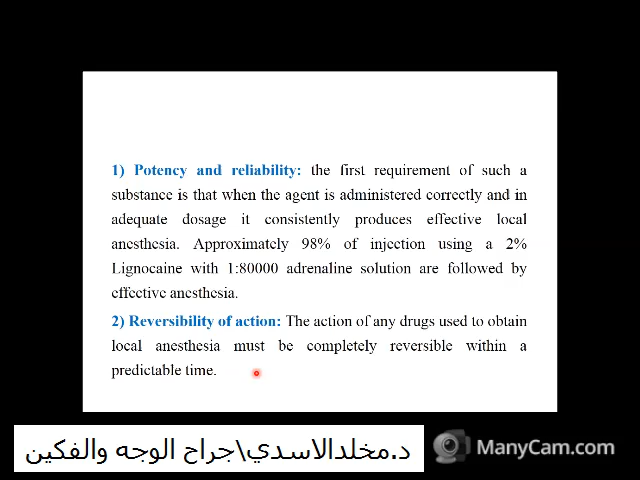 1) Potency and reliability: the first requirement of such a
substance is that when the agent is administered correctly and in
adequate dosage it consistently produces effective local
anesthesia. Approximately 98% of injection using a 2%
Lignocaine with 1:80000 adrenaline solution are followed by
effective anesthesia.
2) Reversibility of action: The action of any drugs used to obtain
local anesthesia must be completely reversible within a
predictable time.
د.مخلدالاسدي\جراح الوجه والفكين
ManyCam.com